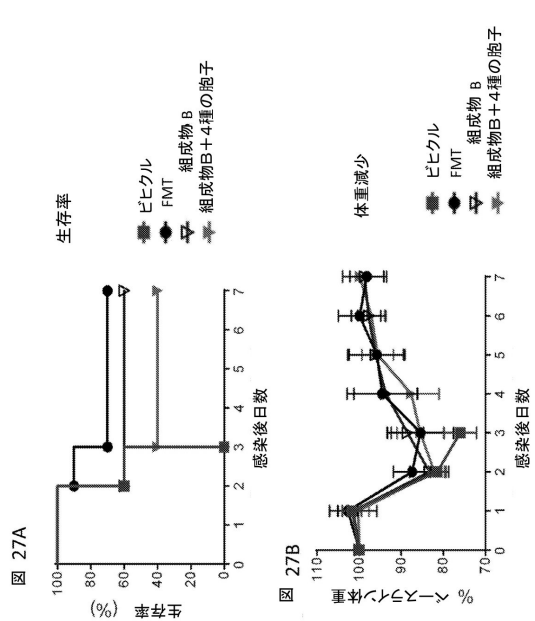 図 27A
生存率
生存率 (%)
100
80
60
40
20
0
0 1 2 3 4 5 6 7
感染後日数
ビヒクル
FMT
組成物 B
組成物B+4種の胞子
図 27B
体重減少
% ベースライン体重
110
100
90
80
70
0 1 2 3 4 5 6 7
感染後日数
ビヒクル
FMT
組成物 B
組成物B+4種の胞子